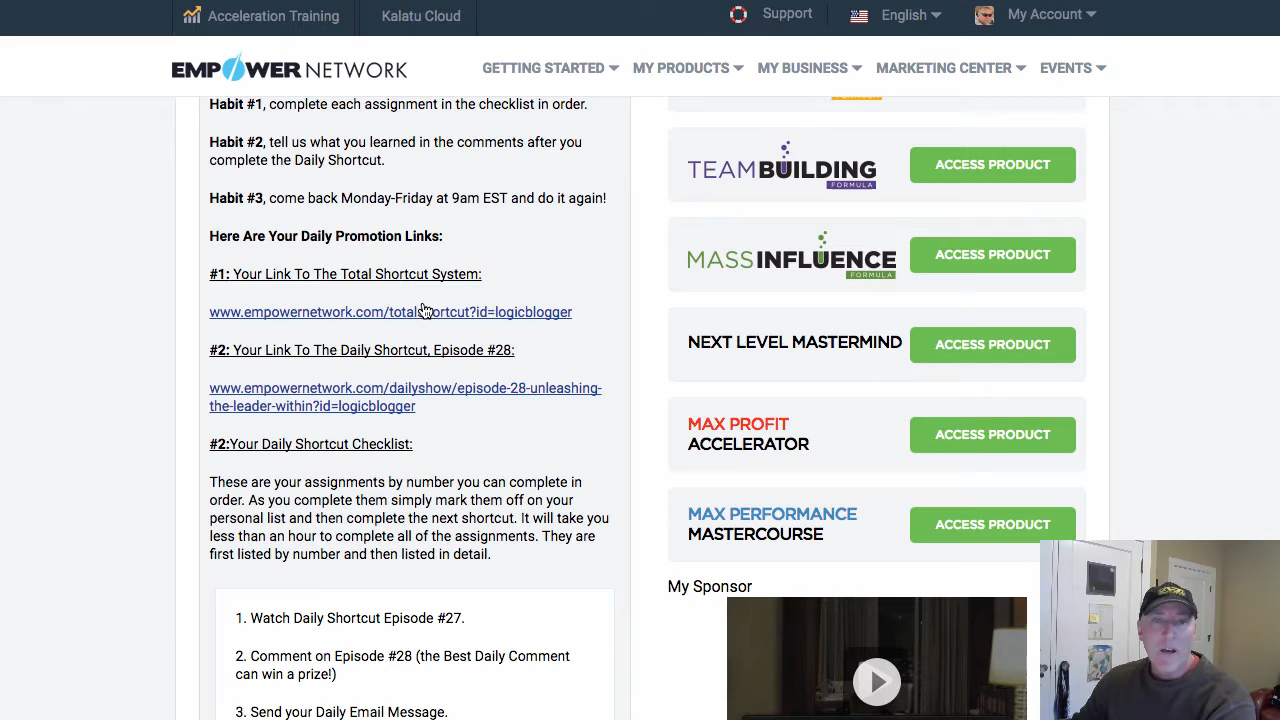 Acceleration Training
Kalatu Cloud
Support
English
My Account
EMPOWER NETWORK
GETTING STARTED
MY PRODUCTS
MY BUSINESS
MARKETING CENTER
EVENTS
Habit #1, complete each assignment in the checklist in order.
Habit #2, tell us what you learned in the comments after you
complete the Daily Shortcut.
Habit #3, come back Monday-Friday at 9am EST and do it again!
Here Are Your Daily Promotion Links:
#1: Your Link To The Total Shortcut System:
www.empowernetwork.com/totalshortcut?id=logicblogger
#2: Your Link To The Daily Shortcut, Episode #28:
www.empowernetwork.com/dailyshow/episode-28-unleashing-
the-leader-within?id=logicblogger
#2:Your Daily Shortcut Checklist:
These are your assignments by number you can complete in
order. As you complete them simply mark them off on your
personal list and then complete the next shortcut. It will take you
less than an hour to complete all of the assignments. They are
first listed by number and then listed in detail.
1. Watch Daily Shortcut Episode #27.
2. Comment on Episode #28 (the Best Daily Comment
can win a prize!)
3. Send your Daily Email Message.
TEAMBUILDING
FORMULA
ACCESS PRODUCT
MASSINFLUENCE
FORMULA
ACCESS PRODUCT
NEXT LEVEL MASTERMIND
ACCESS PRODUCT
MAX PROFIT
ACCELERATOR
ACCESS PRODUCT
MAX PERFORMANCE
MASTERCOURSE
ACCESS PRODUCT
My Sponsor